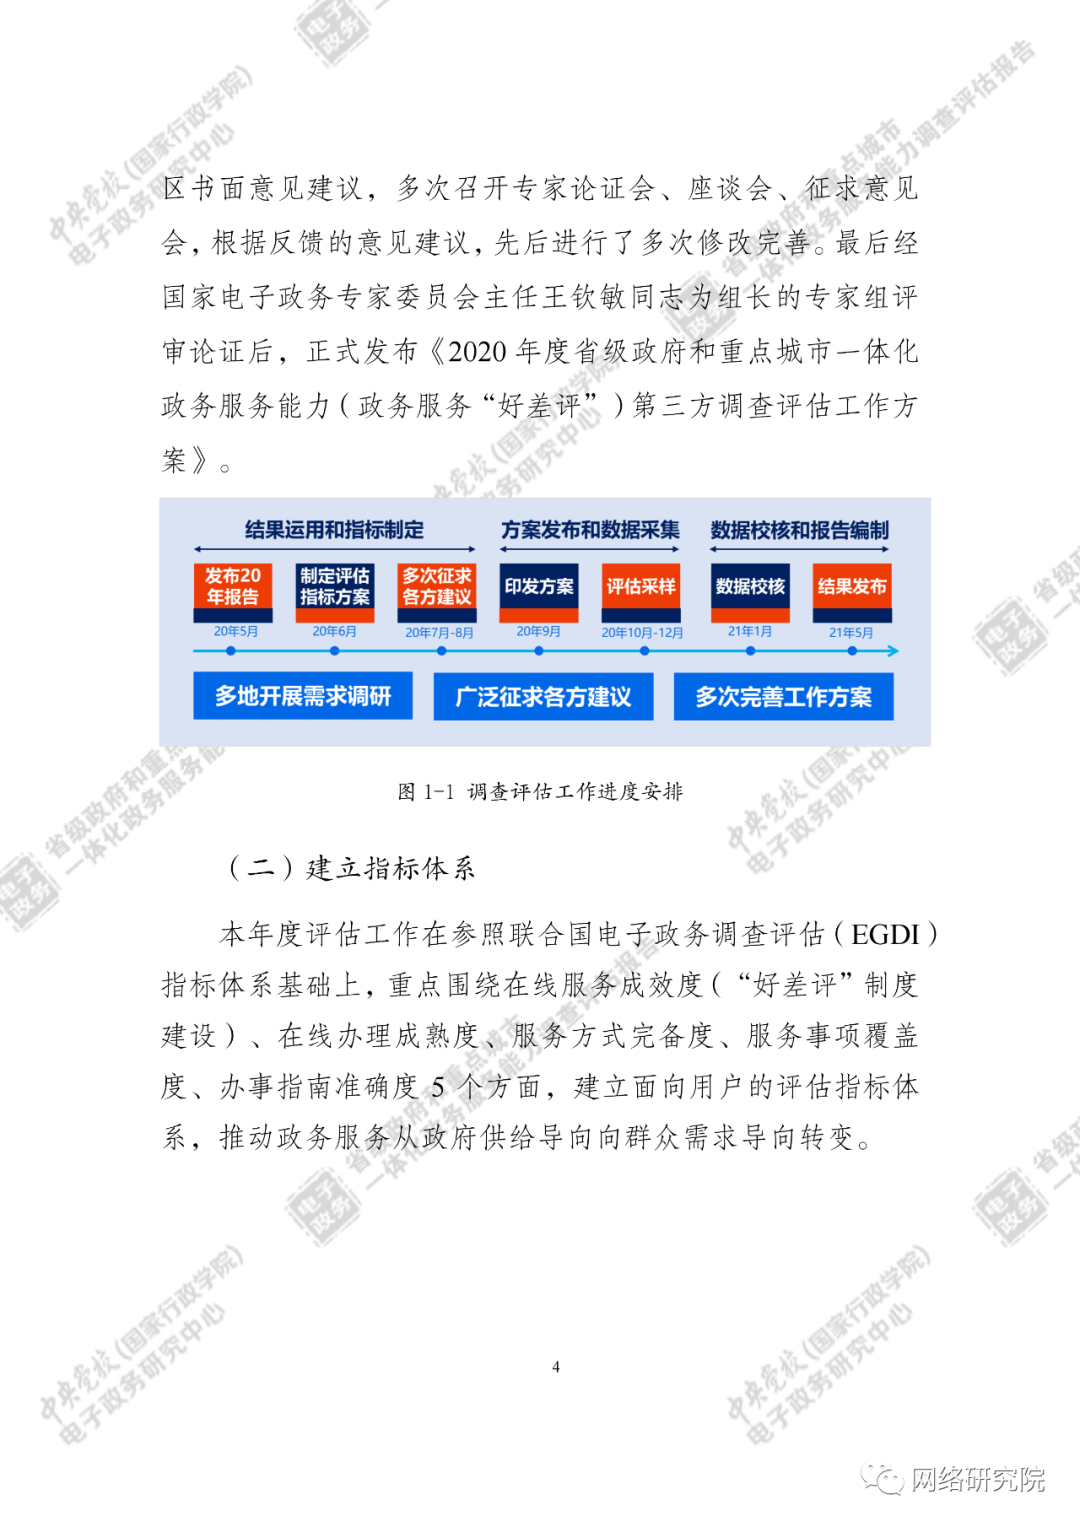 区书面意见建议，多次召开专家论证会、座谈会、征求意见
会，根据反馈的意见建议，先后进行了多次修改完善。最后经
国家电子政务专家委员会主任王钦敏同志为组长的专家组评
审论证后，正式发布《2020 年度省级政府和重点城市一体化
政务服务能力（政务服务“好差评”）第三方调查评估工作方
案》。
结果运用和指标制定 方案发布和数据采集 数据校核和报告编制
发布20年报告 制定评估指标方案 多次征求各方建议 印发方案 评估采样 数据校核 结果发布
20年5月 20年6月 20年7月-8月 20年9月 20年10月-12月 21年1月 21年5月
多地开展需求调研 广泛征求各方建议 多次完善工作方案
图 1-1 调查评估工作进度安排
（二）建立指标体系
本年度评估工作在参照联合国电子政务调查评估（EGDI）
指标体系基础上，重点围绕在线服务成效度（“好差评”制度
建设）、在线办理成熟度、服务方式完备度、服务事项覆盖
度、办事指南准确度 5 个方面，建立面向用户的评估指标体
系，推动政务服务从政府供给导向向群众需求导向转变。
4
网络研究院
中央党校（国家行政学院）
电子政务研究中心
省级政府和重点城市
一体化政务服务能力调查评估报告
电子政务